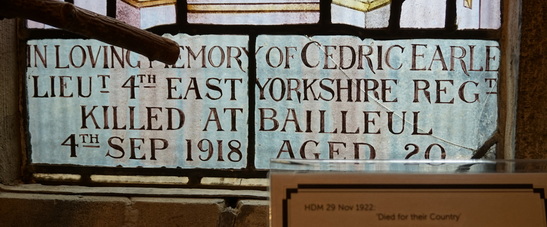 IN LOVING MEMORY OF CEDRIC EARLE
LIEUT 4TH EAST YORKSHIRE REGT
KILLED AT BAILLEUL
4TH SEP 1918 AGED 20
HDM 29 Nov 1922:
'Died for their Country'